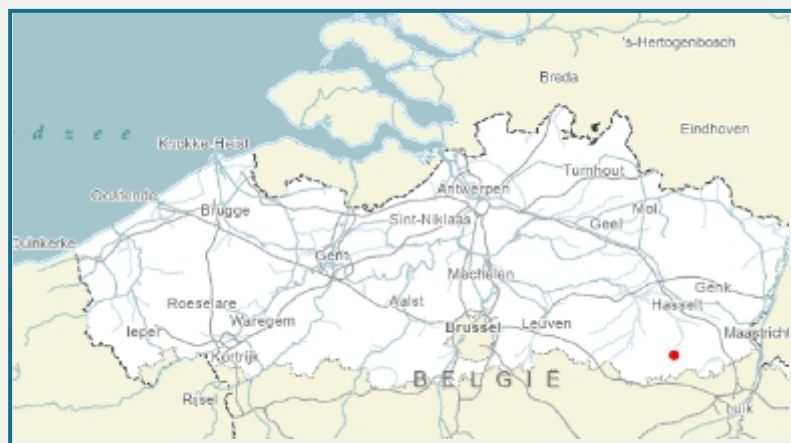 's-Hertogenbosch
Breda
dzee
Eindhoven
Knokke-Heist
Turnhout
Antwerpen
Oostende
Mol
Brugge
Sint-Niklaas
Geel
Duinkerke
Gent
Mechelen
Genk
Roeselare
Aalst
Hasselt
Waregem
Brussel
Leuven
Ieper
Maastricht
Kortrijk
BELGIË
Rijsel
Luik